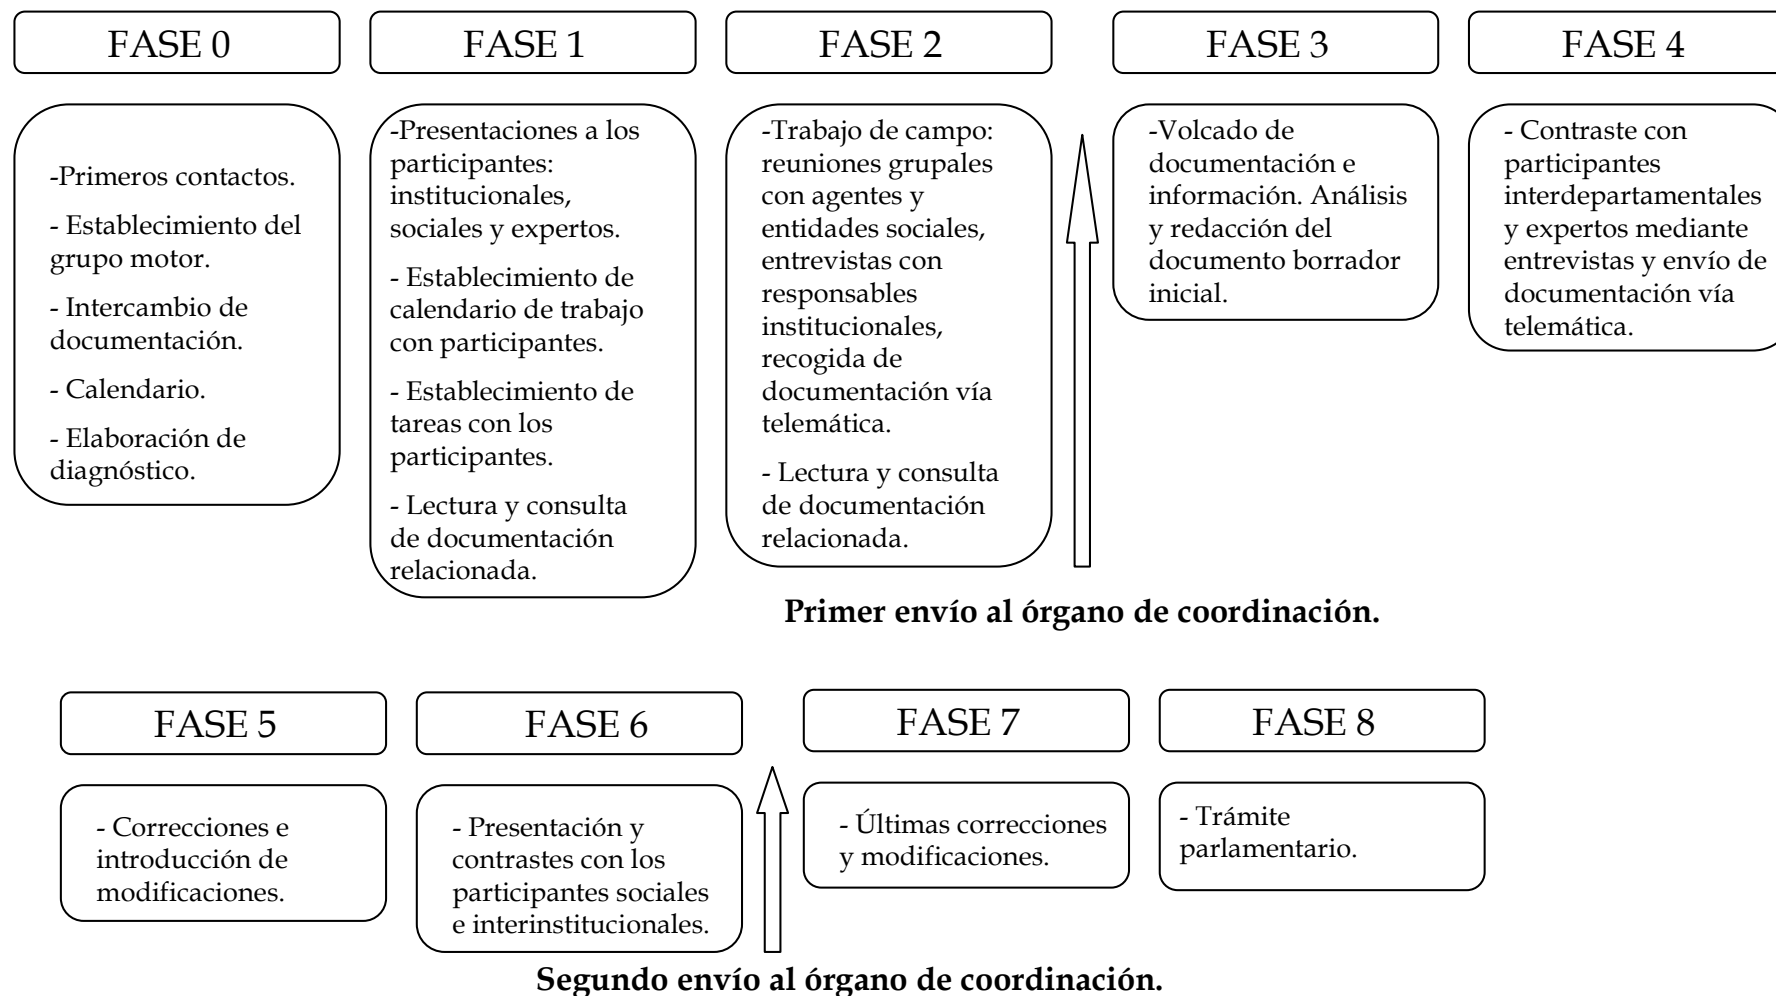 FASE 0
-Primeros contactos.
- Establecimiento del
grupo motor.
- Intercambio de
documentación.
- Calendario.
- Elaboración de
diagnóstico.
FASE 1
-Presentaciones a los
participantes:
institucionales,
sociales y expertos.
- Establecimiento de
calendario de trabajo
con participantes.
- Establecimiento de
tareas con los
participantes.
- Lectura y consulta
de documentación
relacionada.
FASE 2
-Trabajo de campo:
reuniones grupales
con agentes y
entidades sociales,
entrevistas con
responsables
institucionales,
recogida de
documentación vía
telemática.
- Lectura y consulta
de documentación
relacionada.
FASE 3
-Volcado de
documentación e
información. Análisis
y redacción del
documento borrador
inicial.
FASE 4
- Contraste con
participantes
interdepartamentales
y expertos mediante
entrevistas y envío de
documentación vía
telemática.
Primer envío al órgano de coordinación.
FASE 5
- Correcciones e
introducción de
modificaciones.
FASE 6
- Presentación y
contrastes con los
participantes sociales
e interinstitucionales.
FASE 7
- Últimas correcciones
y modificaciones.
FASE 8
- Trámite
parlamentario.
Segundo envío al órgano de coordinación.